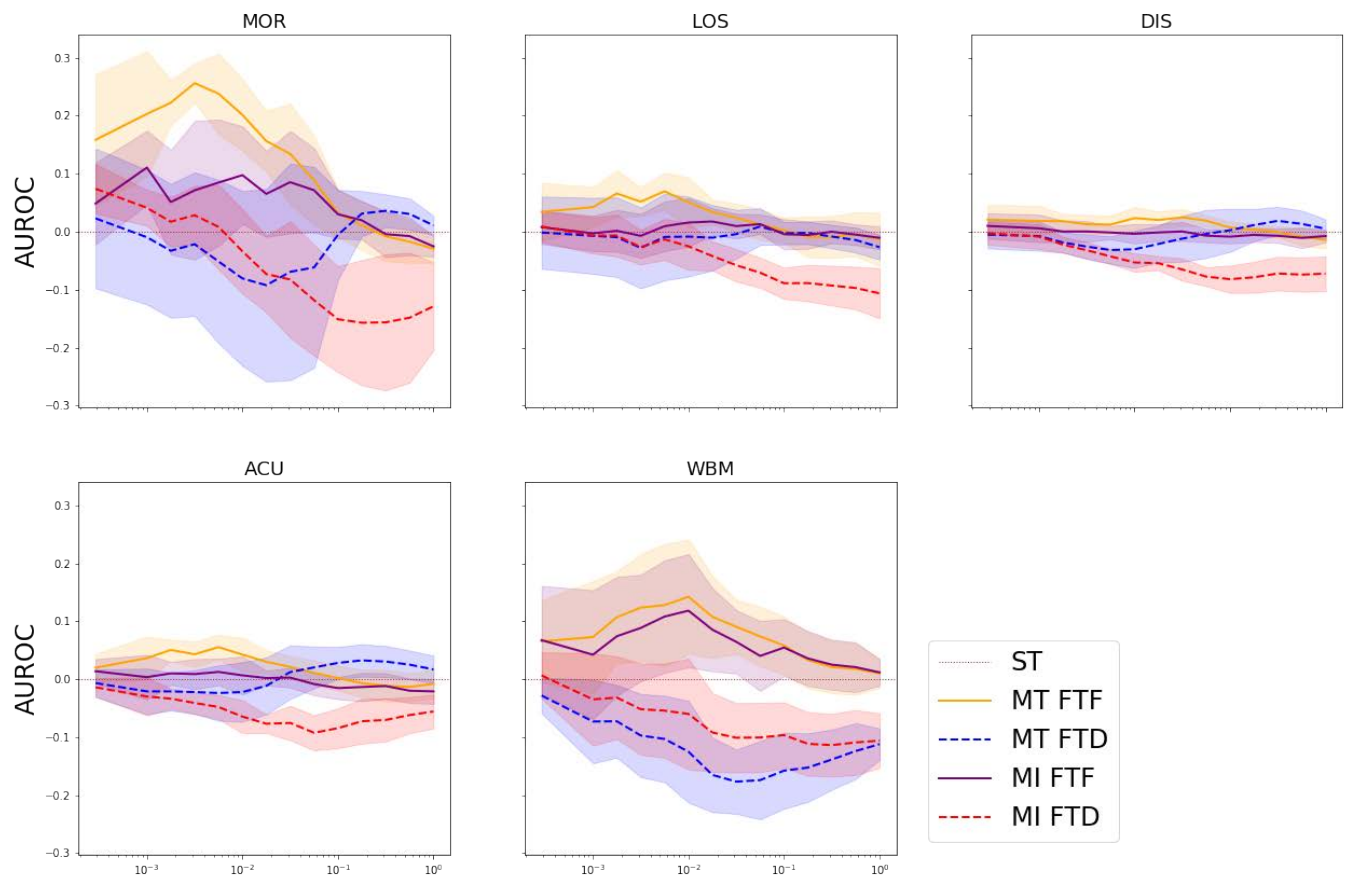 MOR
LOS
DIS
0.3
0.2
0.1
0.0
−0.1
−0.2
−0.3
AUROC
ACU
WBM
0.3
0.2
0.1
0.0
−0.1
−0.2
−0.3
AUROC
10⁻³ 10⁻² 10⁻¹ 10⁰
10⁻³ 10⁻² 10⁻¹ 10⁰
ST
MT FTF
MT FTD
MI FTF
MI FTD